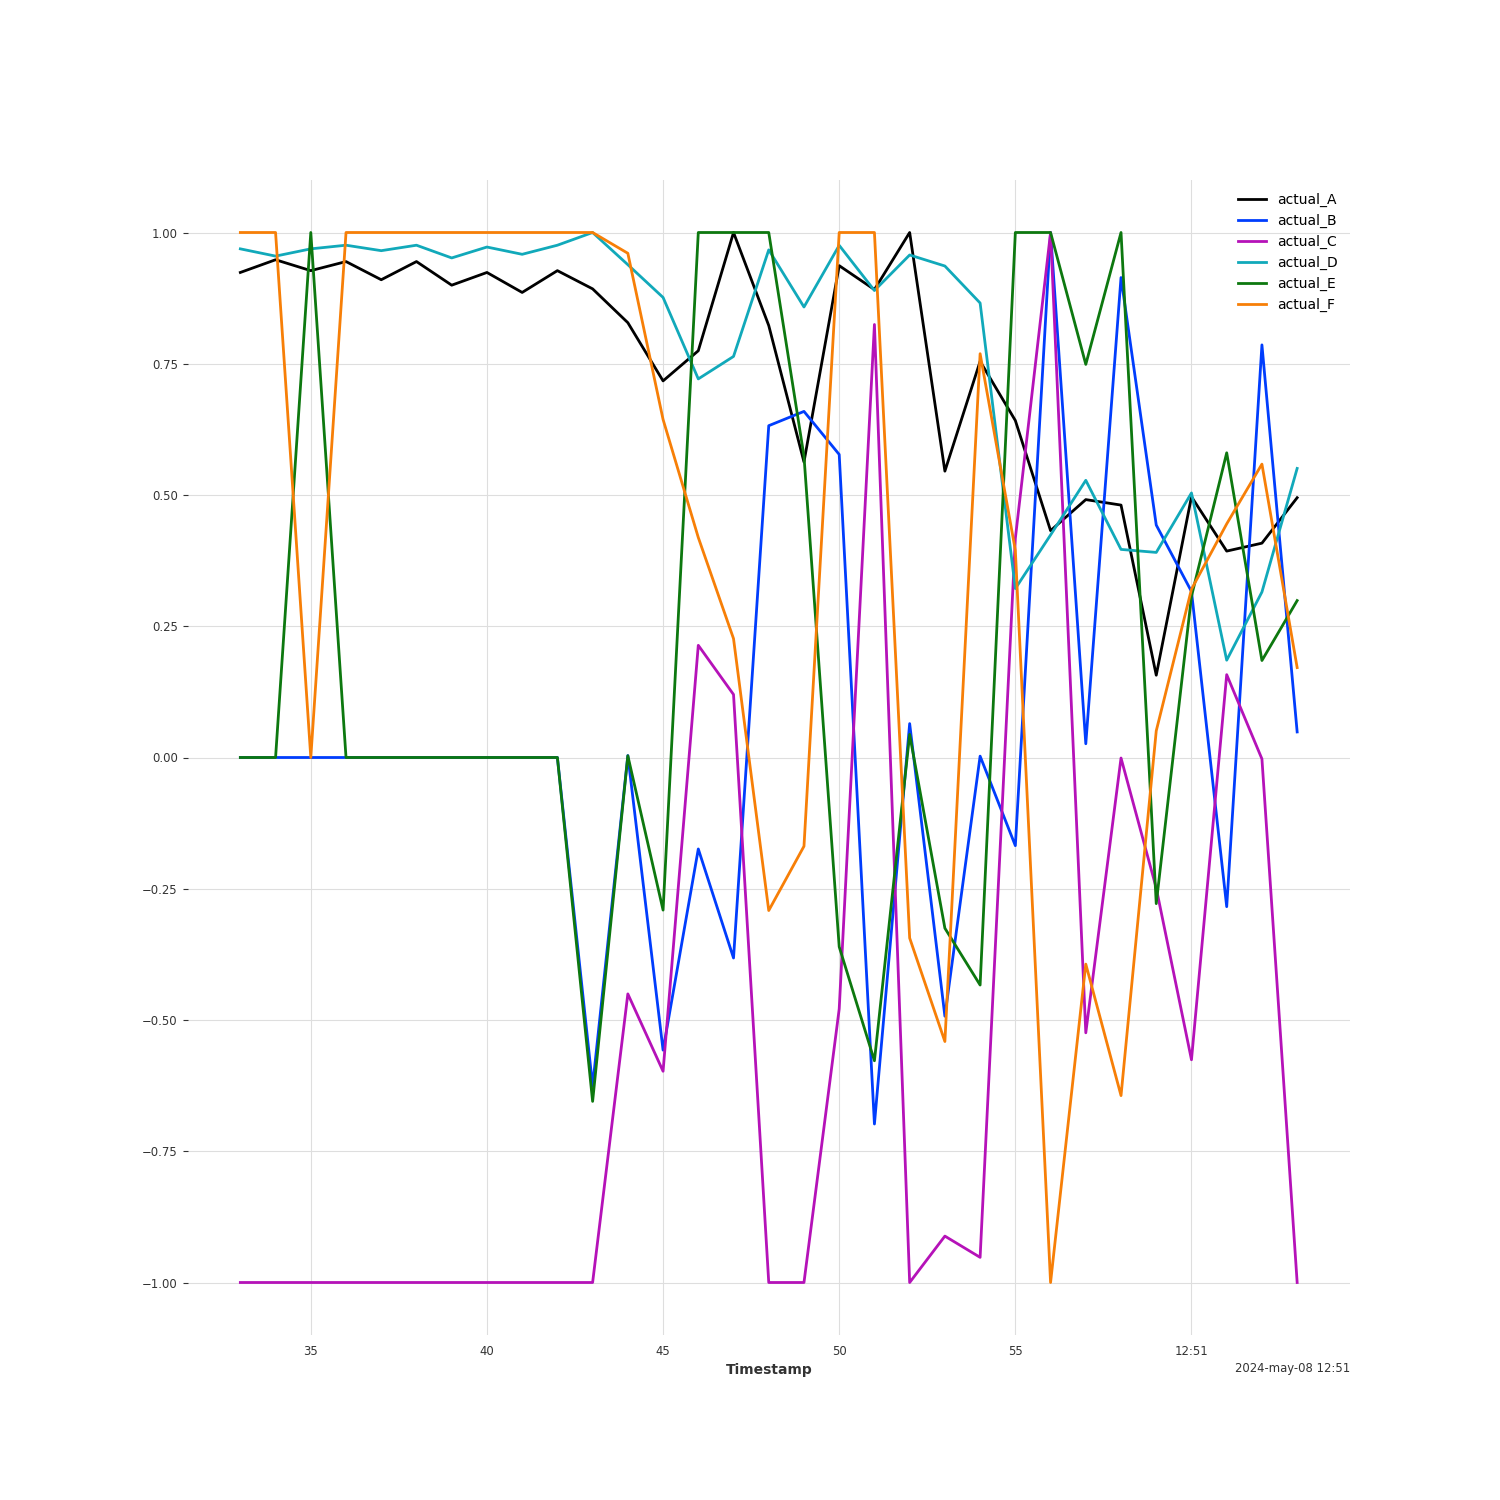 actual_A
actual_B
actual_C
actual_D
actual_E
actual_F
1.00
0.75
0.50
0.25
0.00
−0.25
−0.50
−0.75
−1.00
35 40 45 50 55 12:51
Timestamp
2024-may-08 12:51